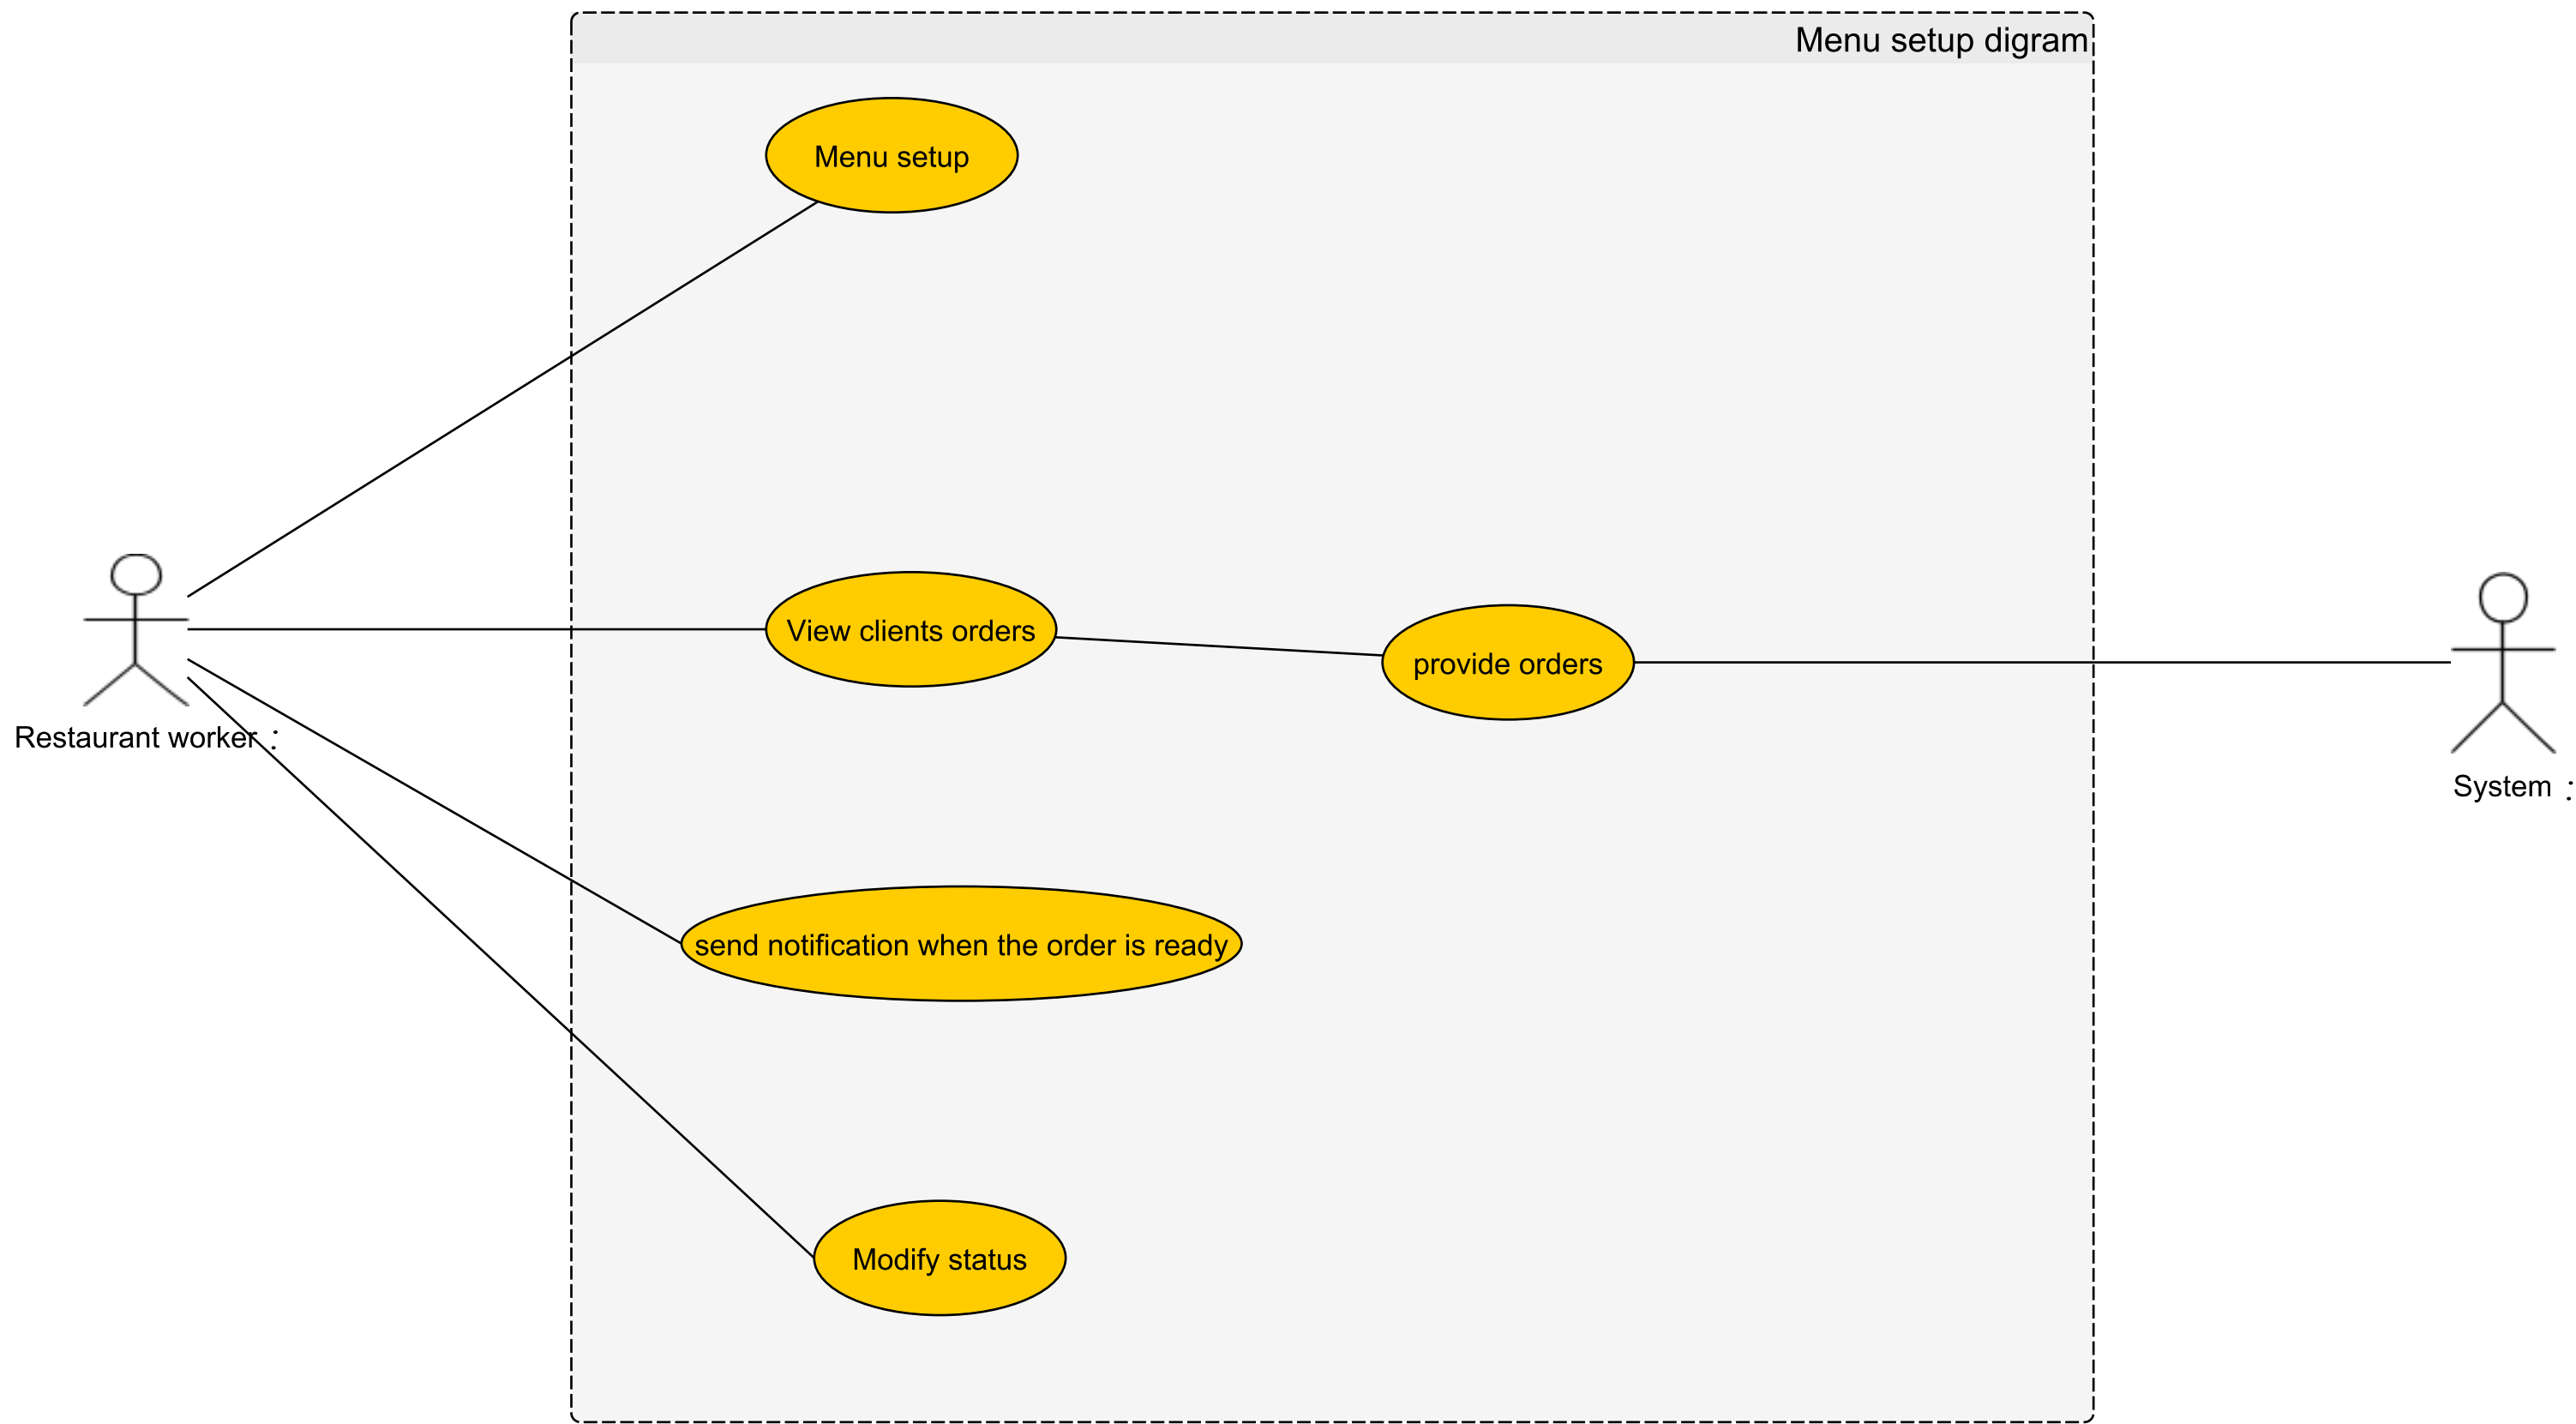 Menu setup digram
Menu setup
View clients orders
provide orders
Restaurant worker :
System :
send notification when the order is ready
Modify status